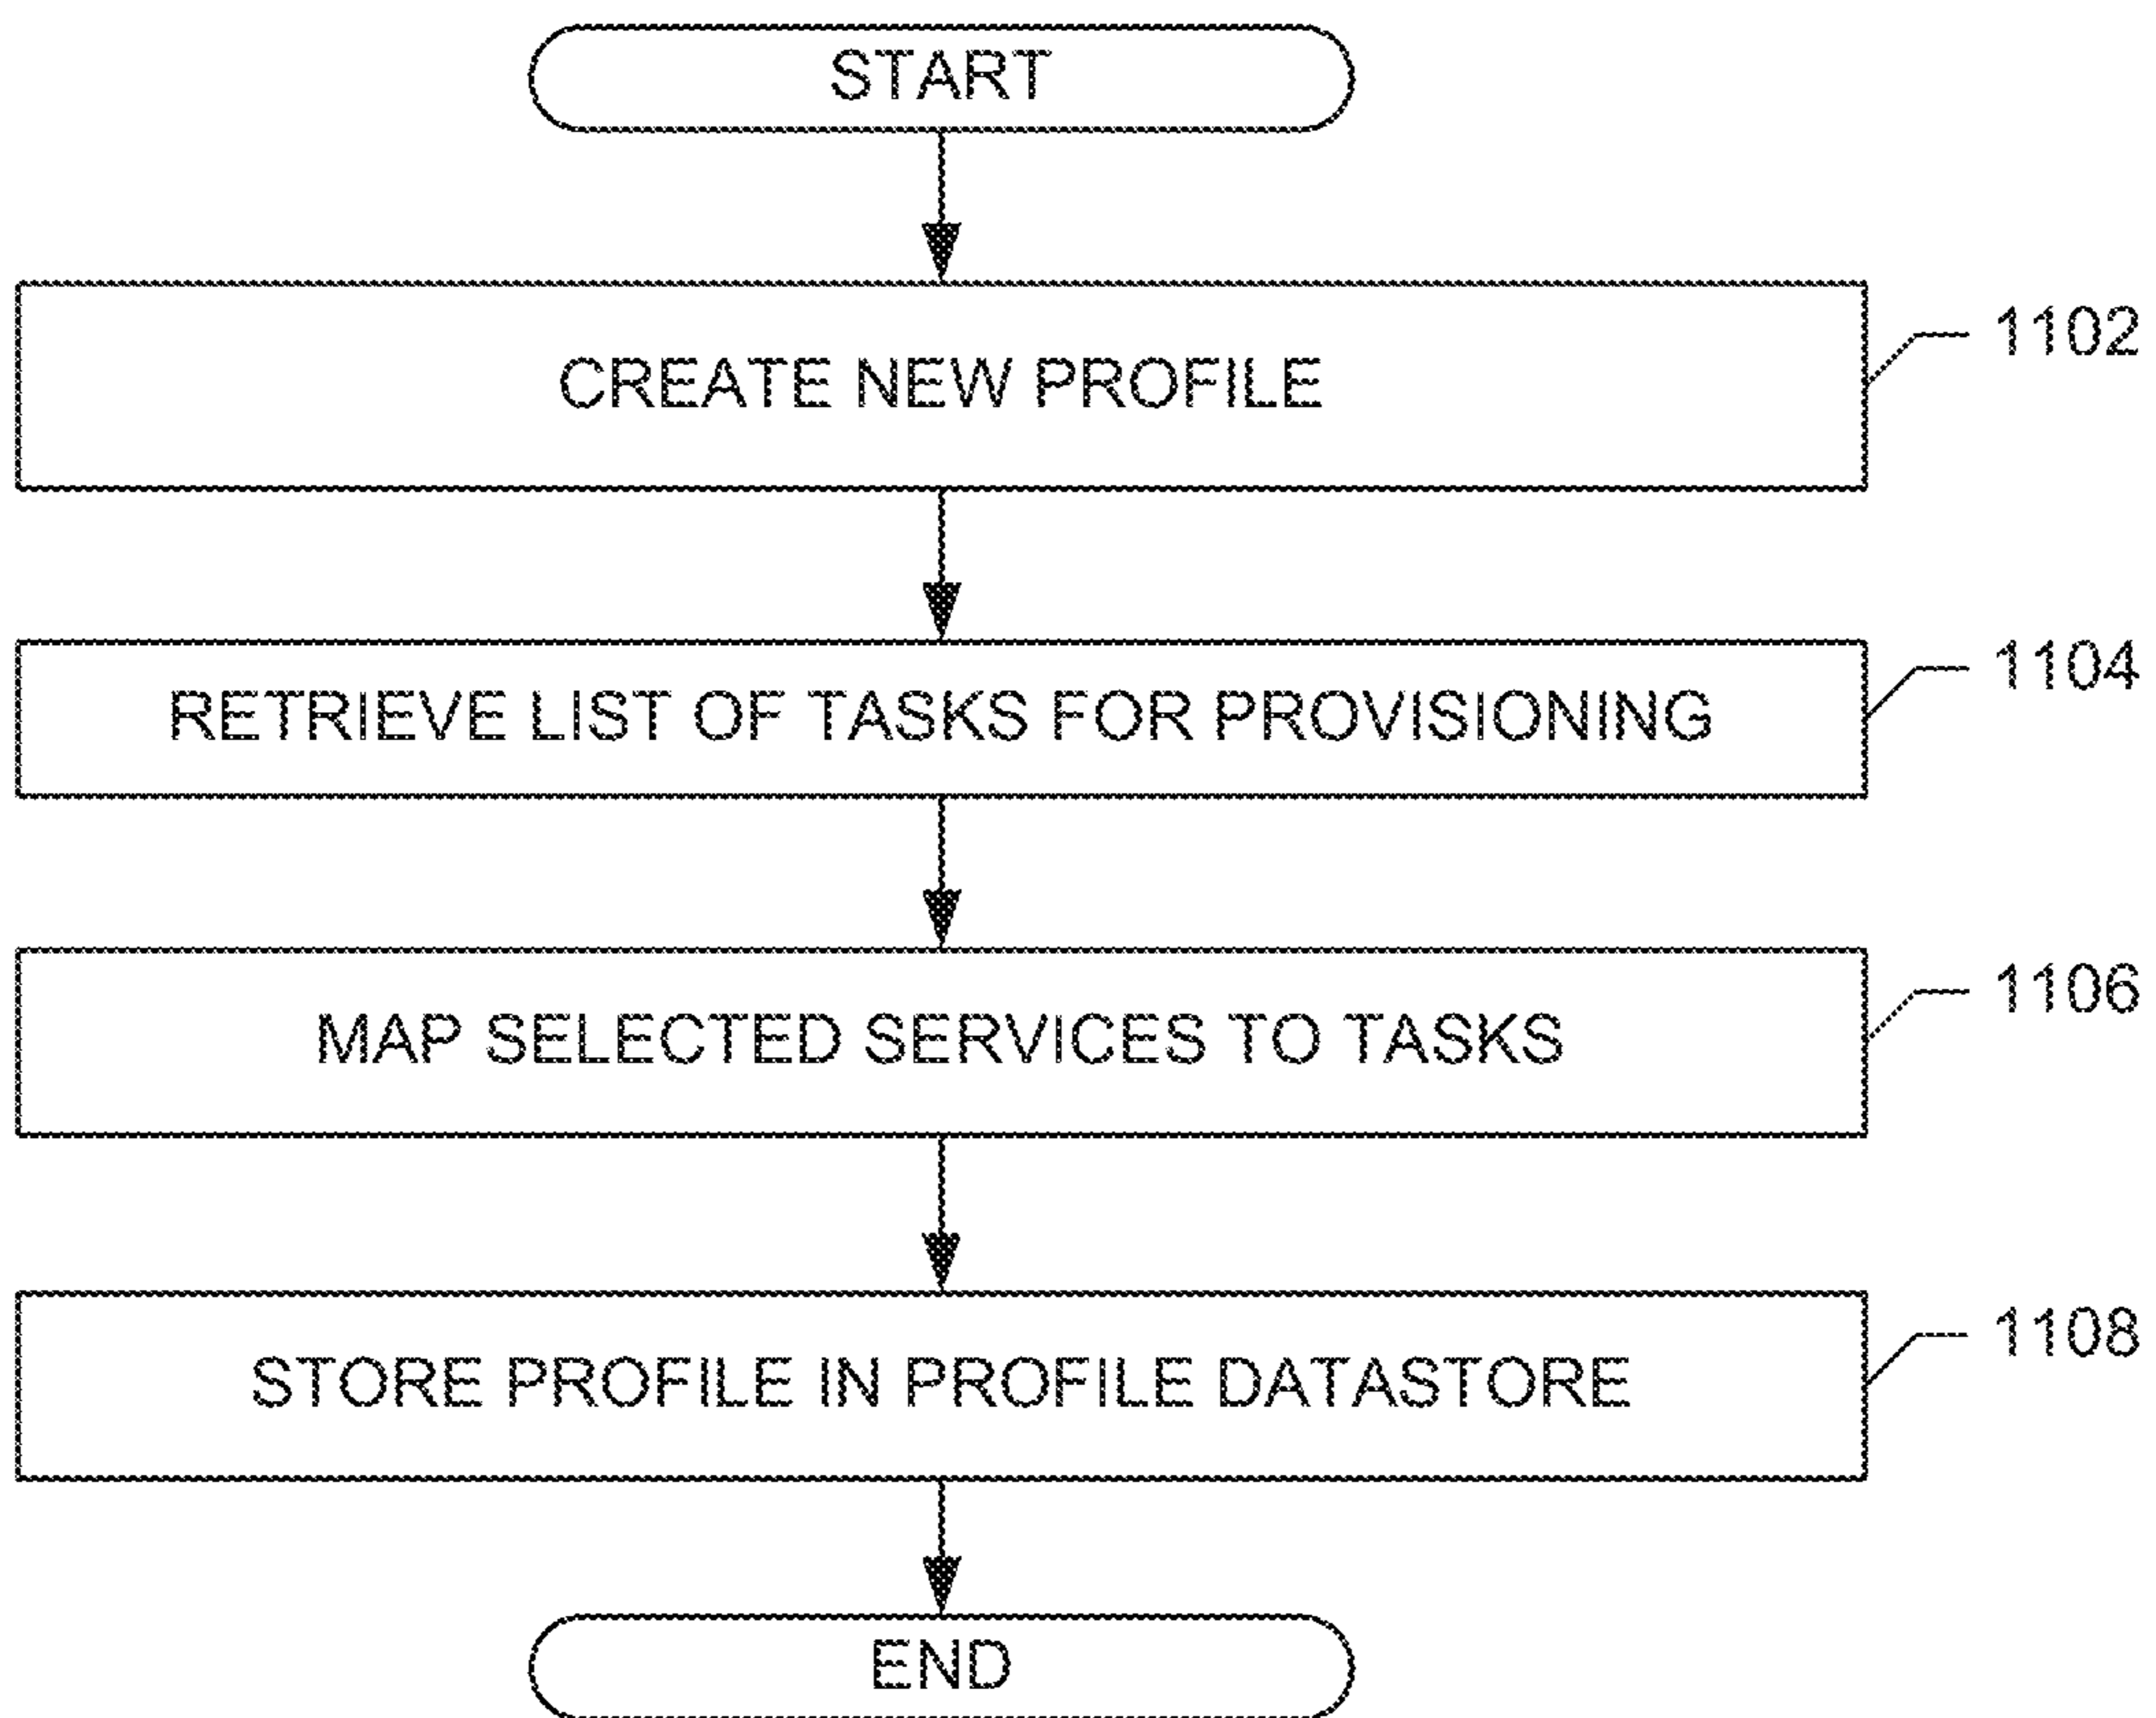 START
CREATE NEW PROFILE
1102
RETRIEVE LIST OF TASKS FOR PROVISIONING
1104
MAP SELECTED SERVICES TO TASKS
1106
STORE PROFILE IN PROFILE DATASTORE
1108
END